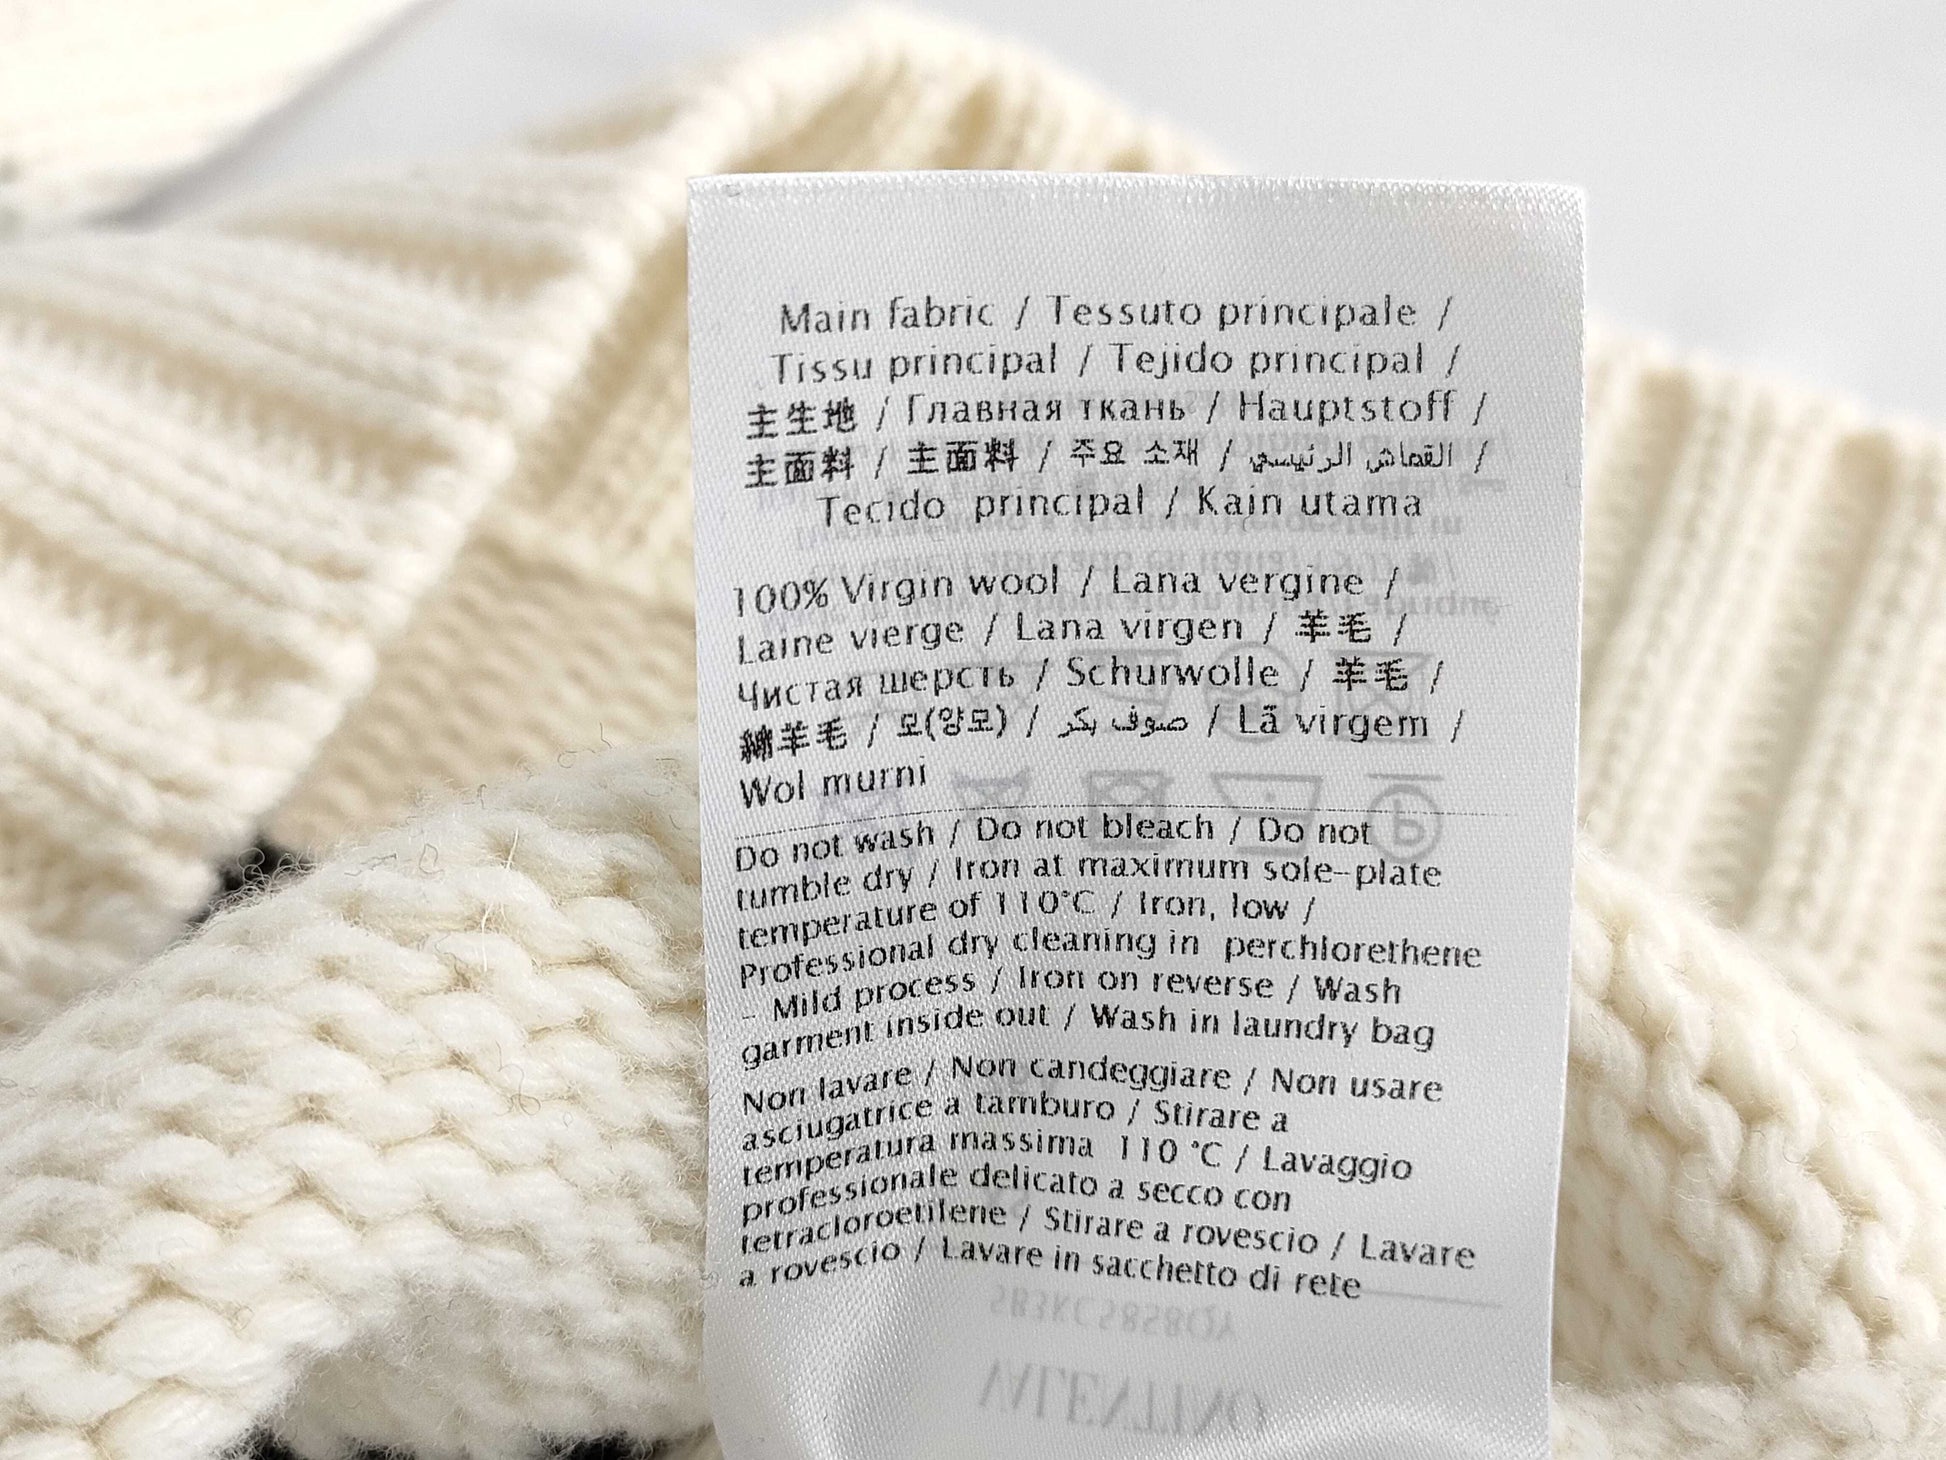 Main fabric / Tessuto principale /
Tissu principal / Tejido principal /
主生地 / Главная ткань / Hauptstoff /
主面料 / 主面料 / 주요 소재 / القماش الرئيسي /
Tecido principal / Kain utama
100% Virgin wool / Lana vergine /
Laine vierge / Lana virgen / 羊毛 /
Чистая шерсть / Schurwolle / 羊毛 /
綿羊毛 / 모(양모) / صوف بكر / Lã virgem /
Wol murni
Do not wash / Do not bleach / Do not
tumble dry / Iron at maximum sole-plate
temperature of 110°C / Iron, low /
Professional dry cleaning in perchlorethene
- Mild process / Iron on reverse / Wash
garment inside out / Wash in laundry bag
Non lavare / Non candeggiare / Non usare
asciugatrice a tamburo / Stirare a
temperatura massima 110 °C / Lavaggio
professionale delicato a secco con
tetracloroetilene / Stirare a rovescio / Lavare
a rovescio / Lavare in sacchetto di rete
VALENTINO